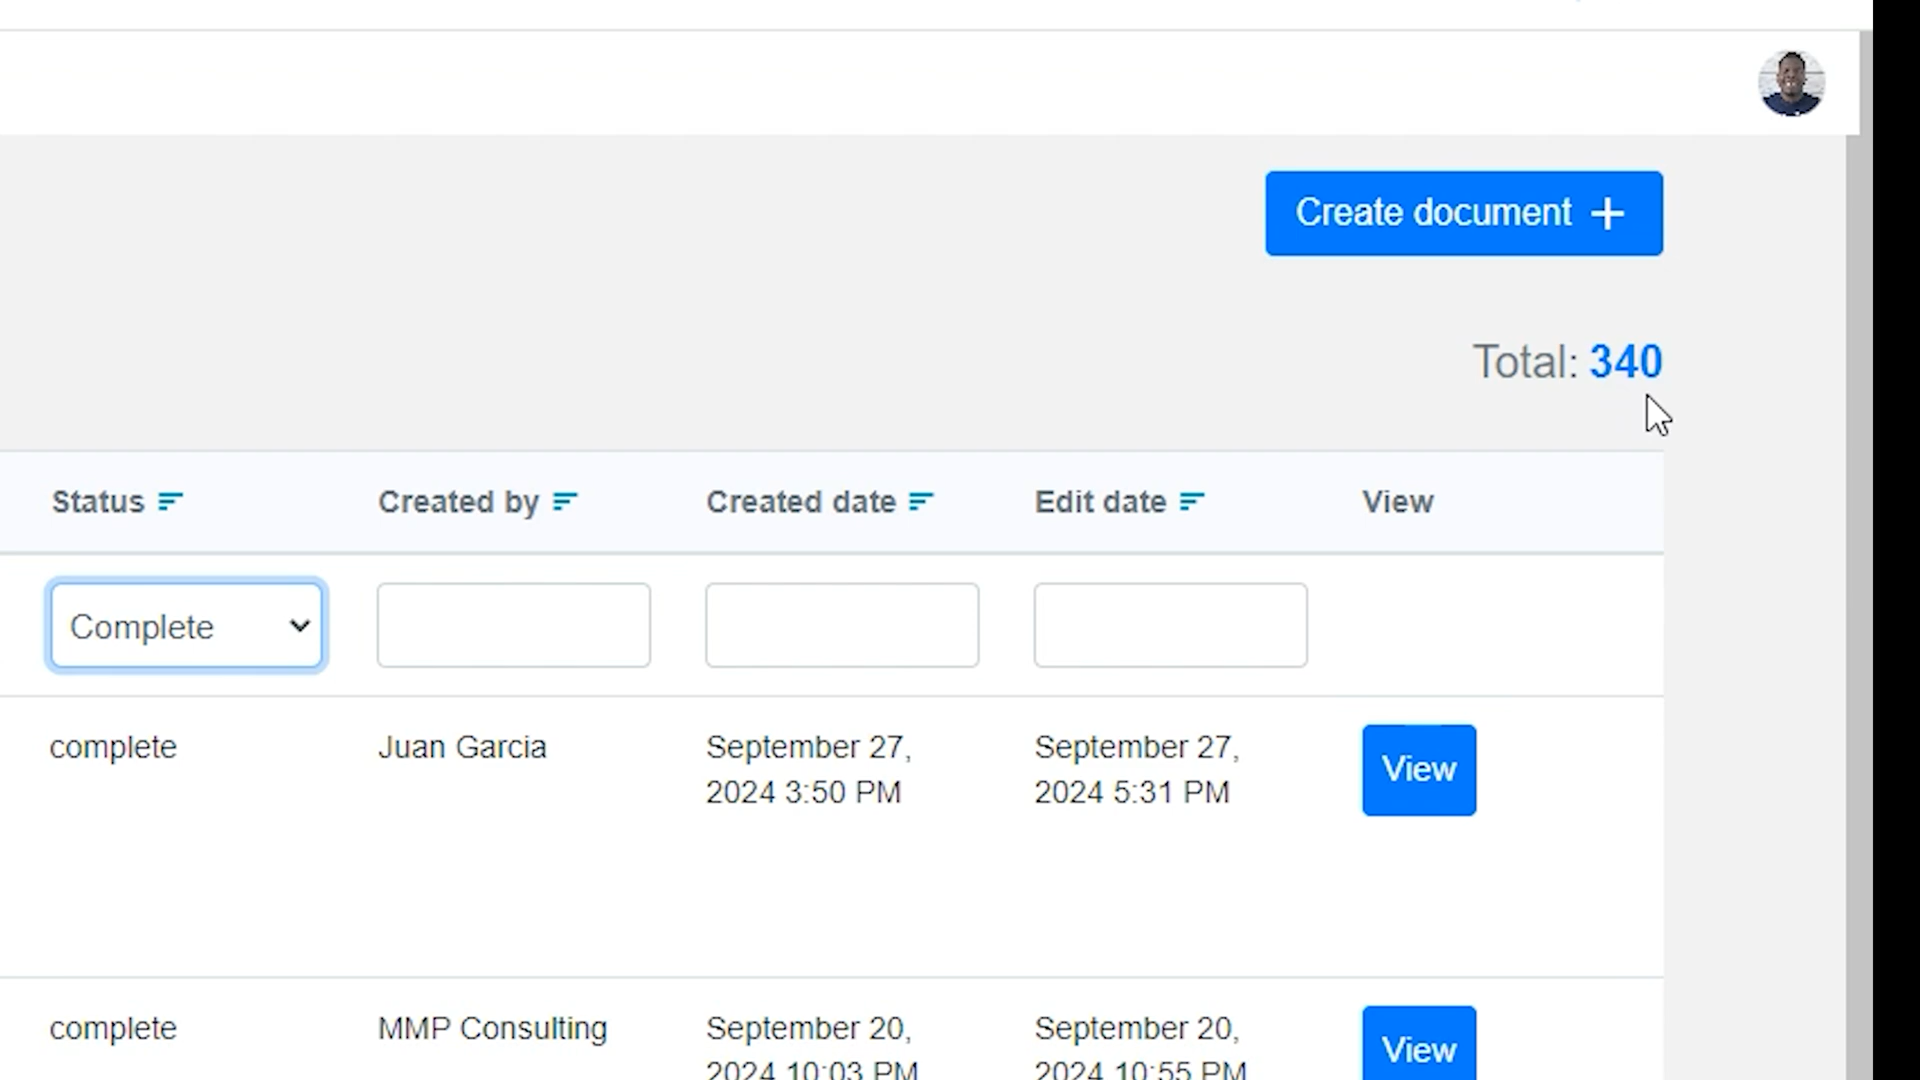 Create document +
Total: 340
Status Created by Created date Edit date View
Complete
complete Juan Garcia September 27, September 27, View
2024 3:50 PM 2024 5:31 PM
complete MMP Consulting September 20, September 20, View
2024 10:03 PM 2024 10:55 PM